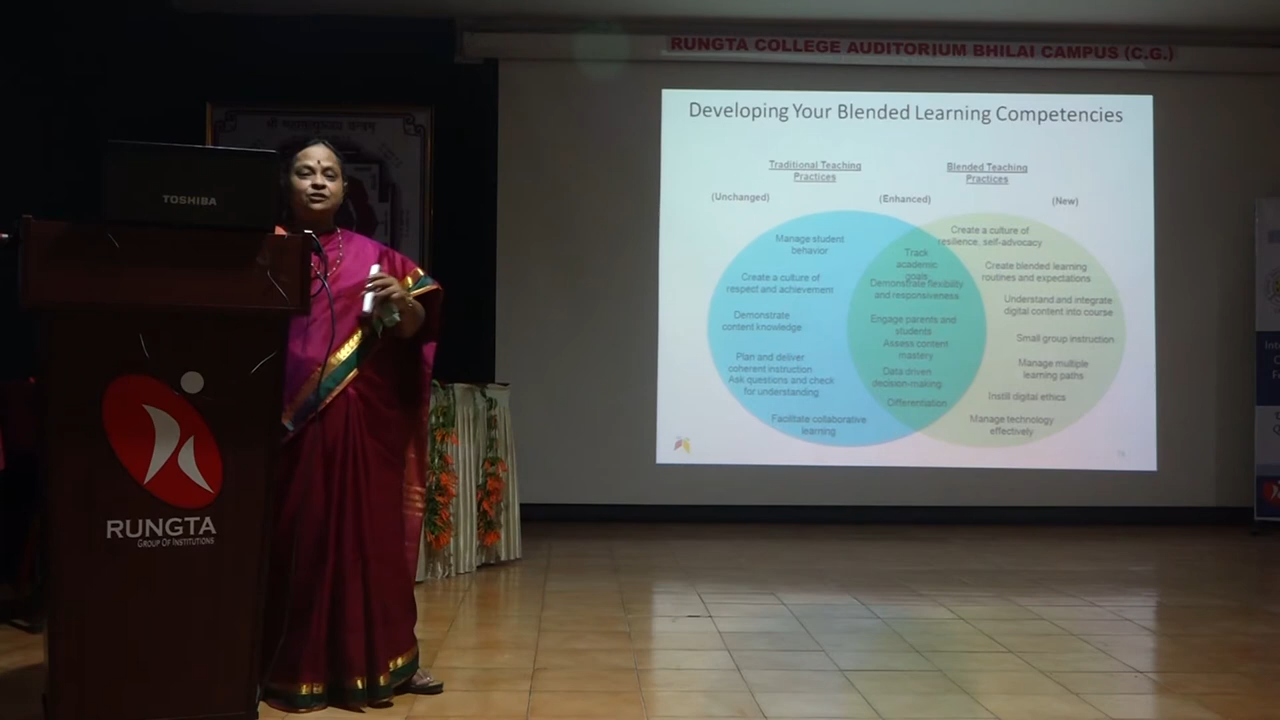 RUNGTA COLLEGE AUDITORIUM BHILAI CAMPUS (C.G.)
Developing Your Blended Learning Competencies
Traditional Teaching
Practices
Blended Teaching
Practices
(Unchanged)
(Enhanced)
(New)
Manage student
behavior
Create a culture of
respect and achievement
Demonstrate
content knowledge
Plan and deliver
coherent instruction
Ask questions and check
for understanding
Facilitate collaborative
learning
Track
academic
goals
Demonstrate flexibility
and responsiveness
Engage parents and
students
Assess content
mastery
Data driven
decision-making
Differentiation
Create a culture of
resilience, self-advocacy
Create blended learning
routines and expectations
Understand and integrate
digital content into course
Small group instruction
Manage multiple
learning paths
Instill digital ethics
Manage technology
effectively
TOSHIBA
RUNGTA
GROUP OF INSTITUTIONS